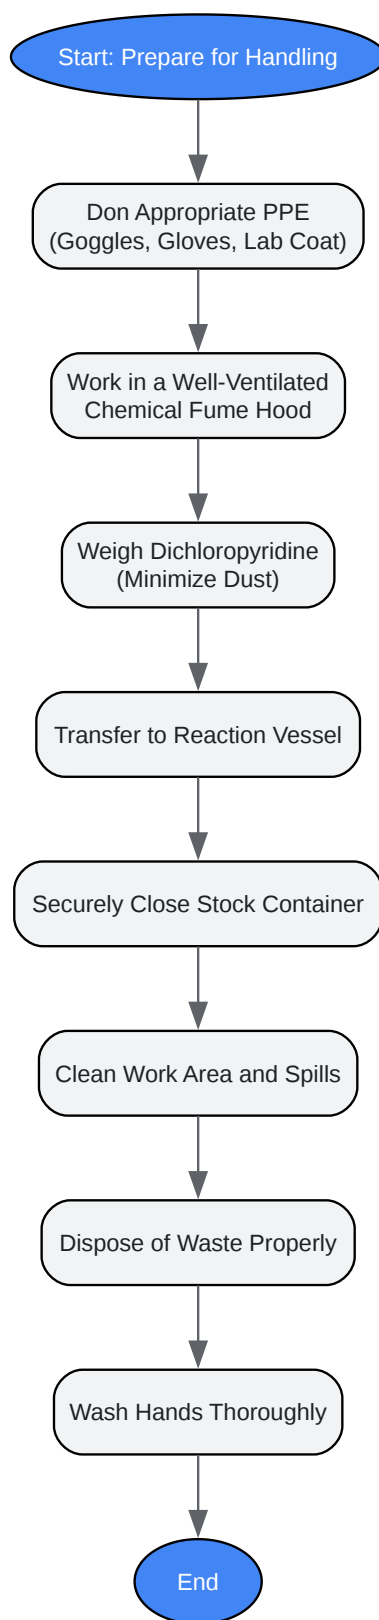 Start: Prepare for Handling
Don Appropriate PPE
(Goggles, Gloves, Lab Coat)
Work in a Well-Ventilated
Chemical Fume Hood
Weigh Dichloropyridine
(Minimize Dust)
Transfer to Reaction Vessel
Securely Close Stock Container
Clean Work Area and Spills
Dispose of Waste Properly
Wash Hands Thoroughly
End